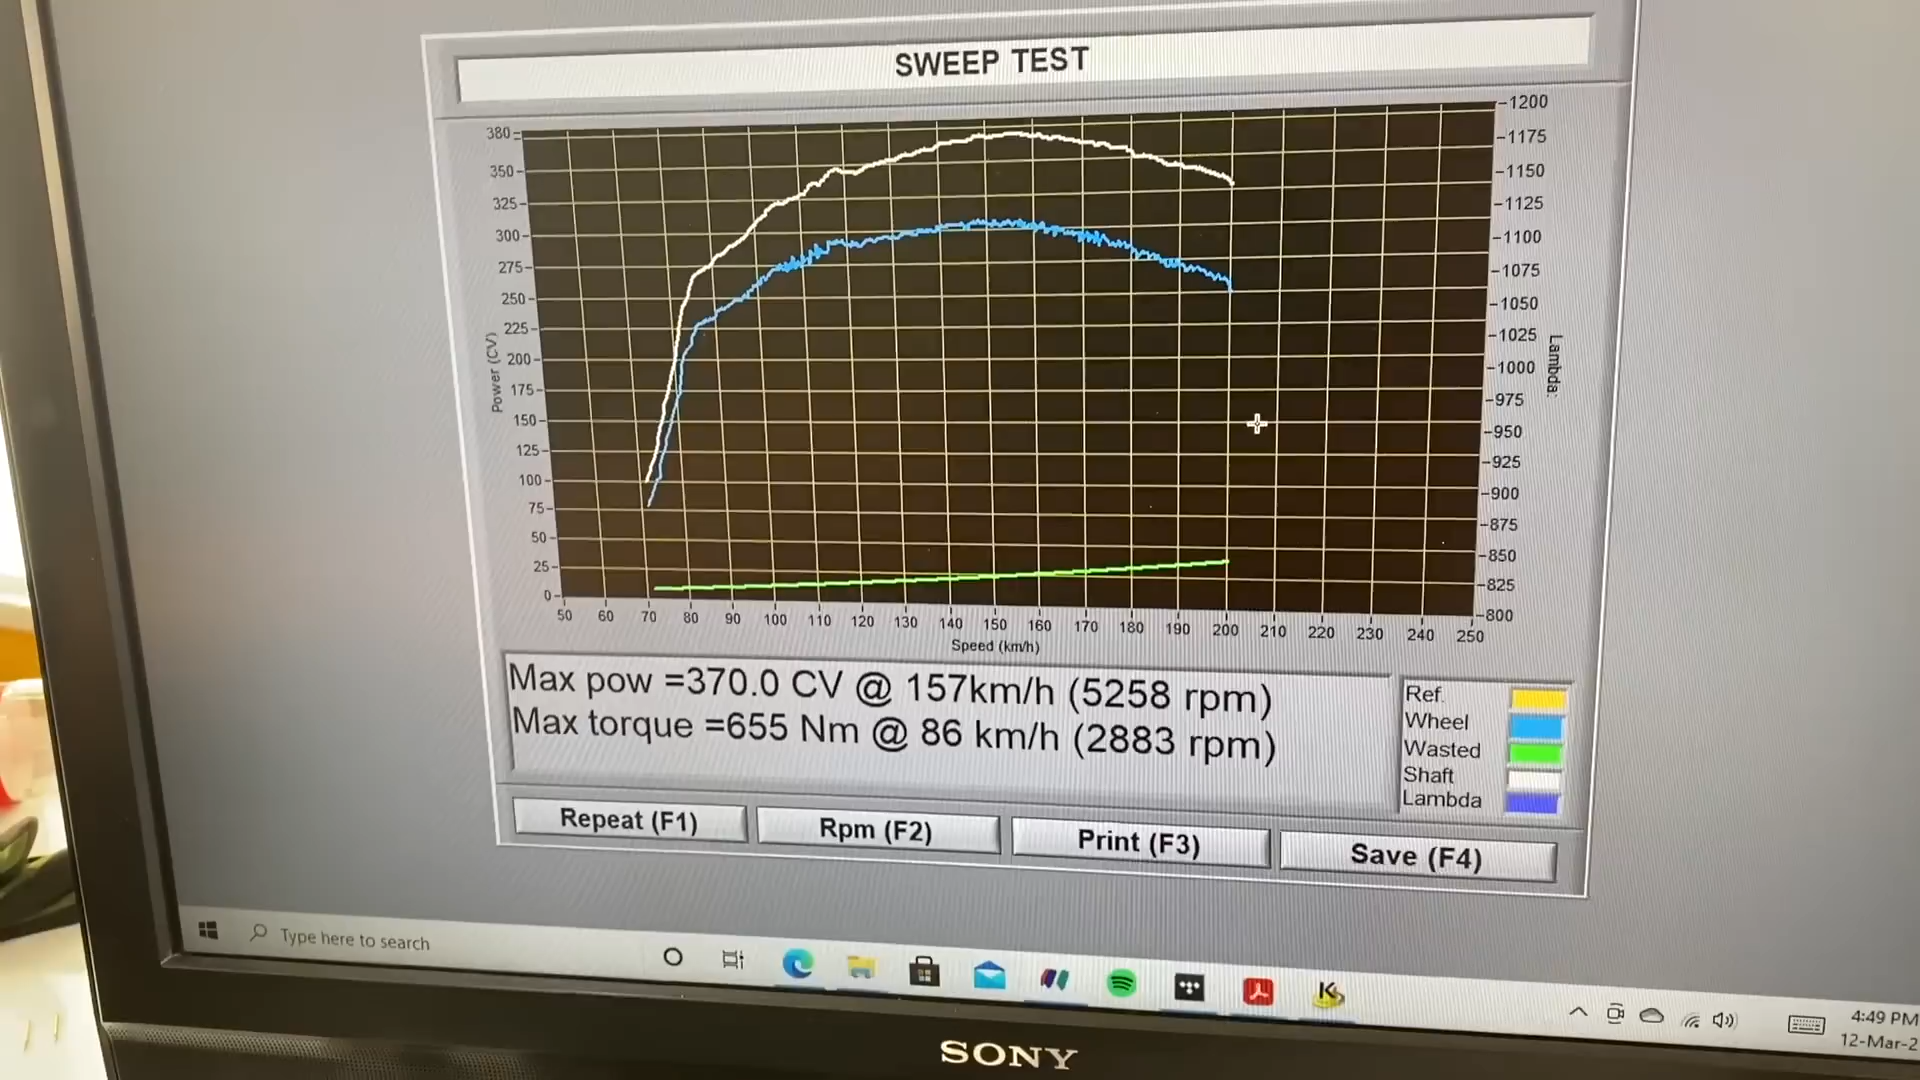 SWEEP TEST
380
350
325
300
275
250
225
200
175
150
125
100
75
50
25
0
Power (CV)
1200
1175
1150
1125
1100
1075
1050
1025
1000
975
950
925
900
875
850
825
800
Lambda:
50 60 70 80 90 100 110 120 130 140 150 160 170 180 190 200 210 220 230 240 250
Speed (km/h)
Max pow =370.0 CV @ 157km/h (5258 rpm)
Max torque =655 Nm @ 86 km/h (2883 rpm)
Ref.
Wheel
Wasted
Shaft
Lambda
Repeat (F1) Rpm (F2) Print (F3) Save (F4)
Type here to search
4:49 PM
12-Mar-2
SONY